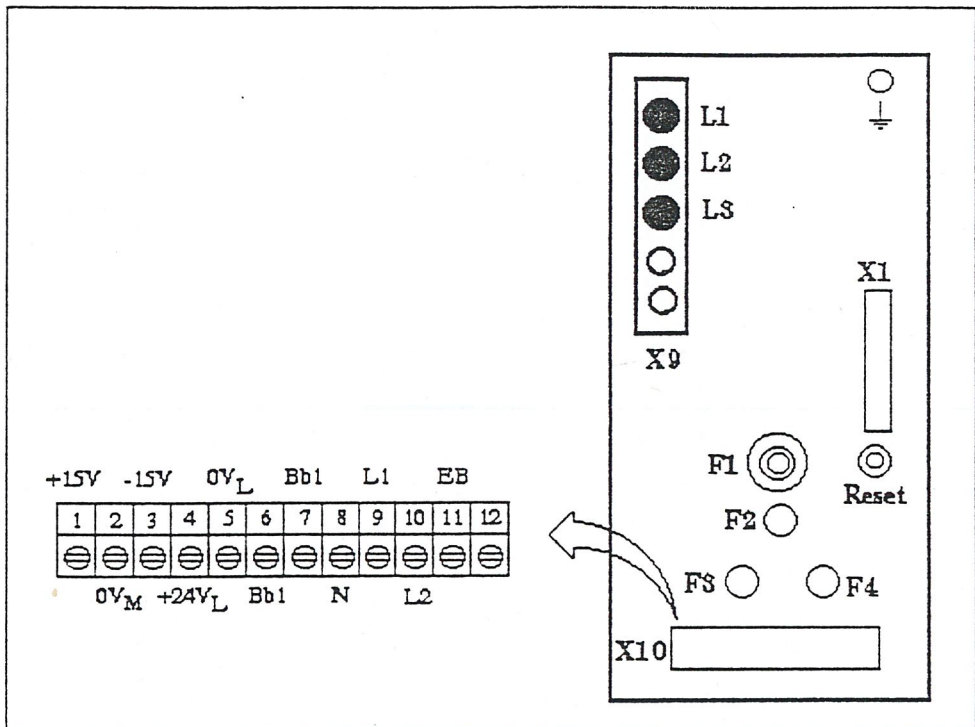 L1
L2
L3
X9
X1
F1
Reset
F2
F3
F4
X10
+15V -15V 0VL Bb1 L1 EB
1 2 3 4 5 6 7 8 9 10 11 12
0VM +24VL Bb1 N L2